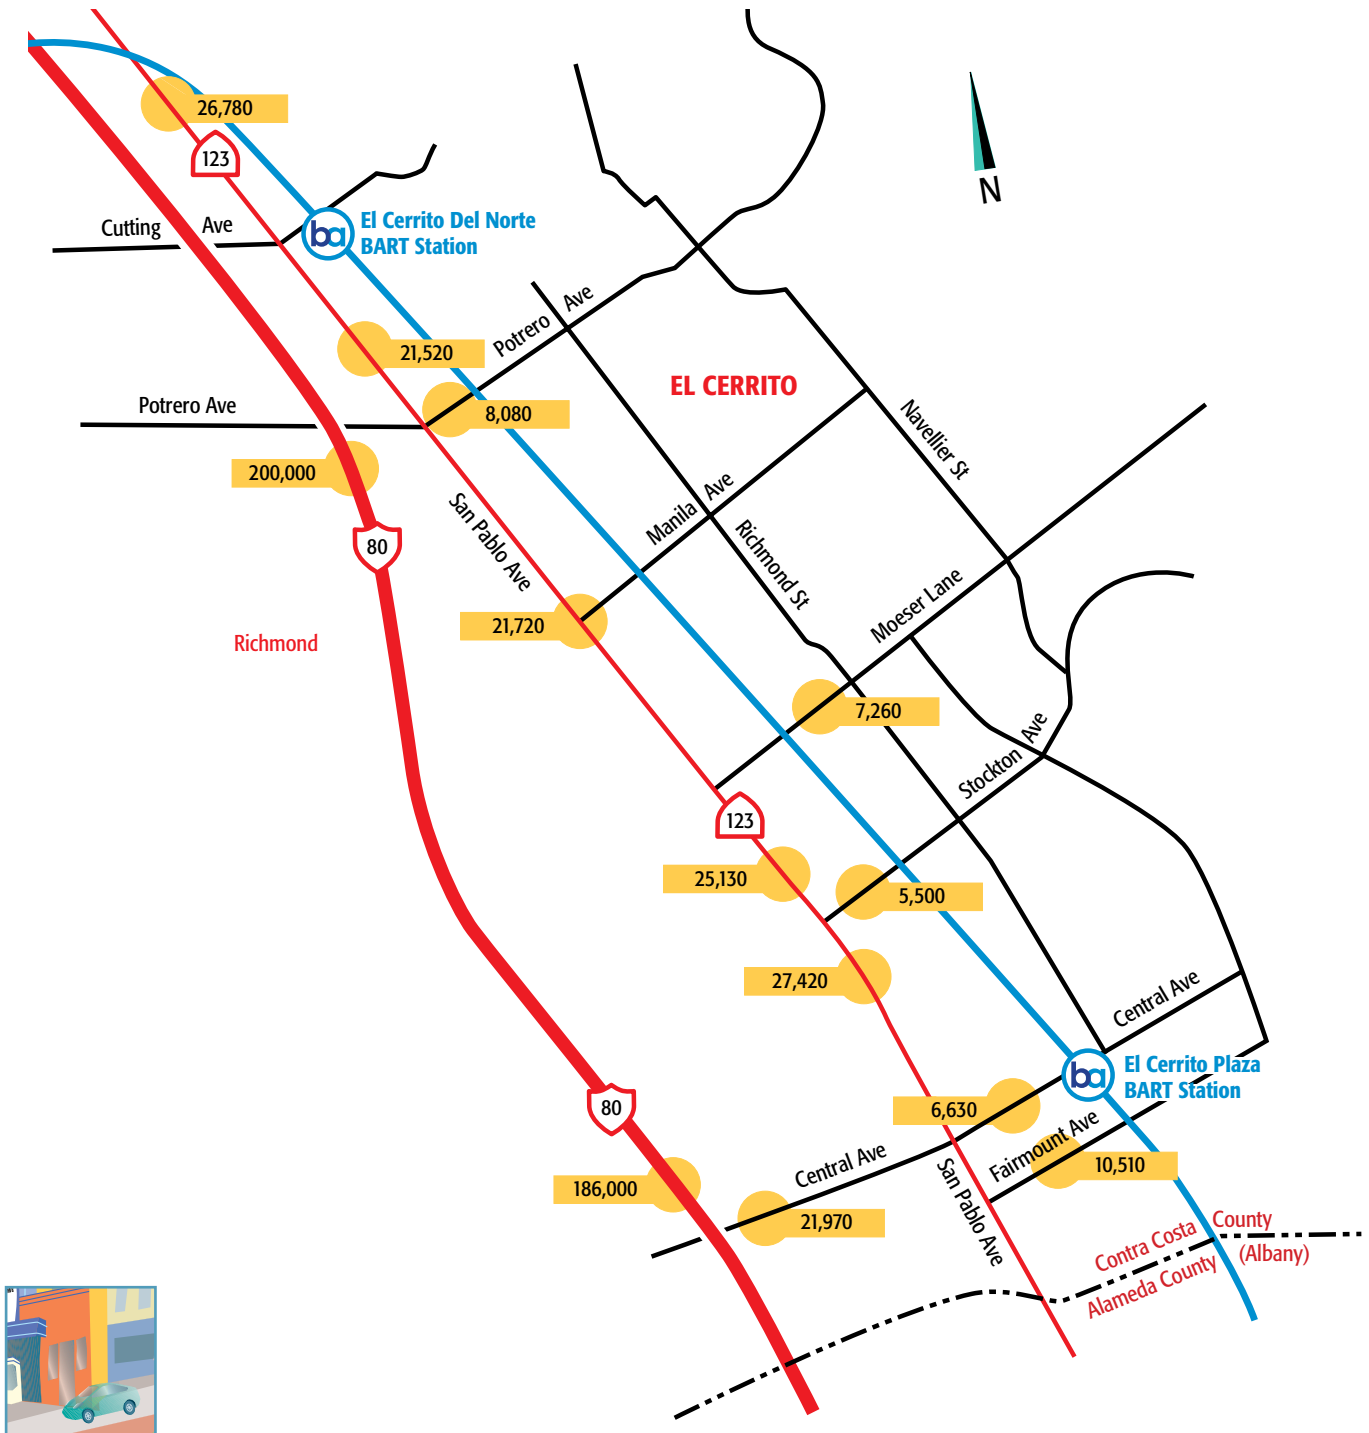 26,780
123
Cutting Ave
ba
El Cerrito Del Norte
BART Station
N
Potrero Ave
21,520
EL CERRITO
8,080
Potrero Ave
Navellier St
200,000
Manila Ave
San Pablo Ave
Richmond St
80
Moeser Lane
21,720
Richmond
7,260
Stockton Ave
123
25,130
5,500
27,420
Central Ave
ba
El Cerrito Plaza
BART Station
80
6,630
Fairmount Ave
Central Ave
10,510
186,000
San Pablo Ave
21,970
Contra Costa County
Alameda County (Albany)